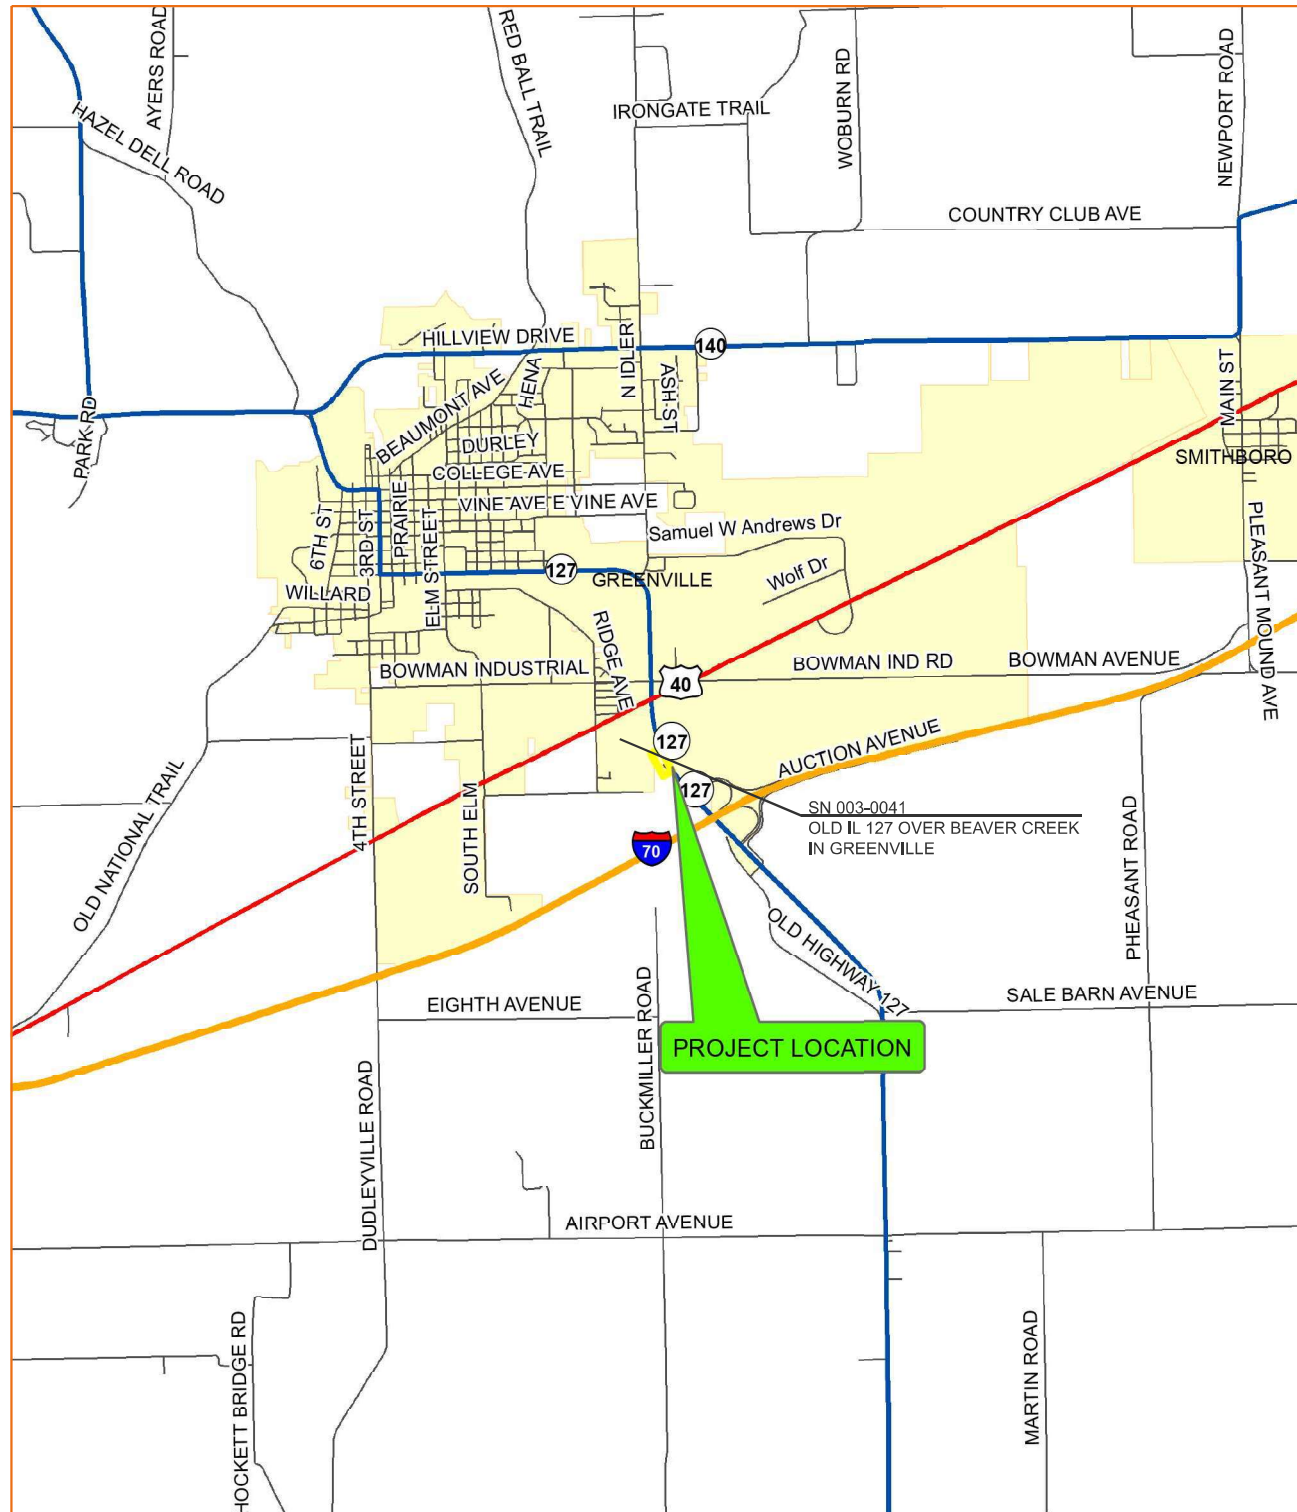 AYERS ROAD
HAZEL DELL ROAD
RED BALL TRAIL
IRONGATE TRAIL
WOBURN RD
NEWPORT ROAD
COUNTRY CLUB AVE
HILLVIEW DRIVE
140
N IDLER
HENA
ASH ST
MAIN ST
BEAUMONT AVE
PARK RD
DURLEY
COLLEGE AVE
SMITHBORO
VINE AVE E VINE AVE
6TH ST
3RD ST
PRAIRIE
ELM STREET
Samuel W Andrews Dr
PLEASANT MOUND AVE
127
GREENVILLE
Wolf Dr
WILLARD
RIDGE AVE
BOWMAN INDUSTRIAL
BOWMAN IND RD
BOWMAN AVENUE
40
127
AUCTION AVENUE
127
OLD NATIONAL TRAIL
4TH STREET
SOUTH ELM
SN 003-0041
OLD IL 127 OVER BEAVER CREEK
IN GREENVILLE
70
PHEASANT ROAD
OLD HIGHWAY 127
EIGHTH AVENUE
BUCKMILLER ROAD
SALE BARN AVENUE
PROJECT LOCATION
DUDLEYVILLE ROAD
AIRPORT AVENUE
HOCKETT BRIDGE RD
MARTIN ROAD